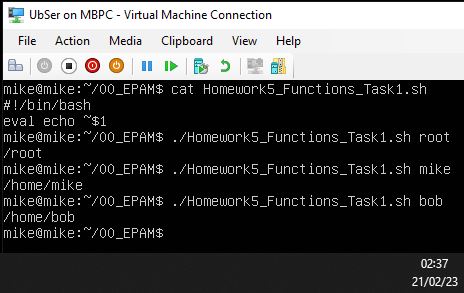 UbSer on MBPC - Virtual Machine Connection
File Action Media Clipboard View Help
mike@mike:~/00_EPAM$ cat Homework5_Functions_Task1.sh
#!/bin/bash
eval echo ~$1
mike@mike:~/00_EPAM$ ./Homework5_Functions_Task1.sh root
/root
mike@mike:~/00_EPAM$ ./Homework5_Functions_Task1.sh mike
/home/mike
mike@mike:~/00_EPAM$ ./Homework5_Functions_Task1.sh bob
/home/bob
mike@mike:~/00_EPAM$
02:37
21/02/23